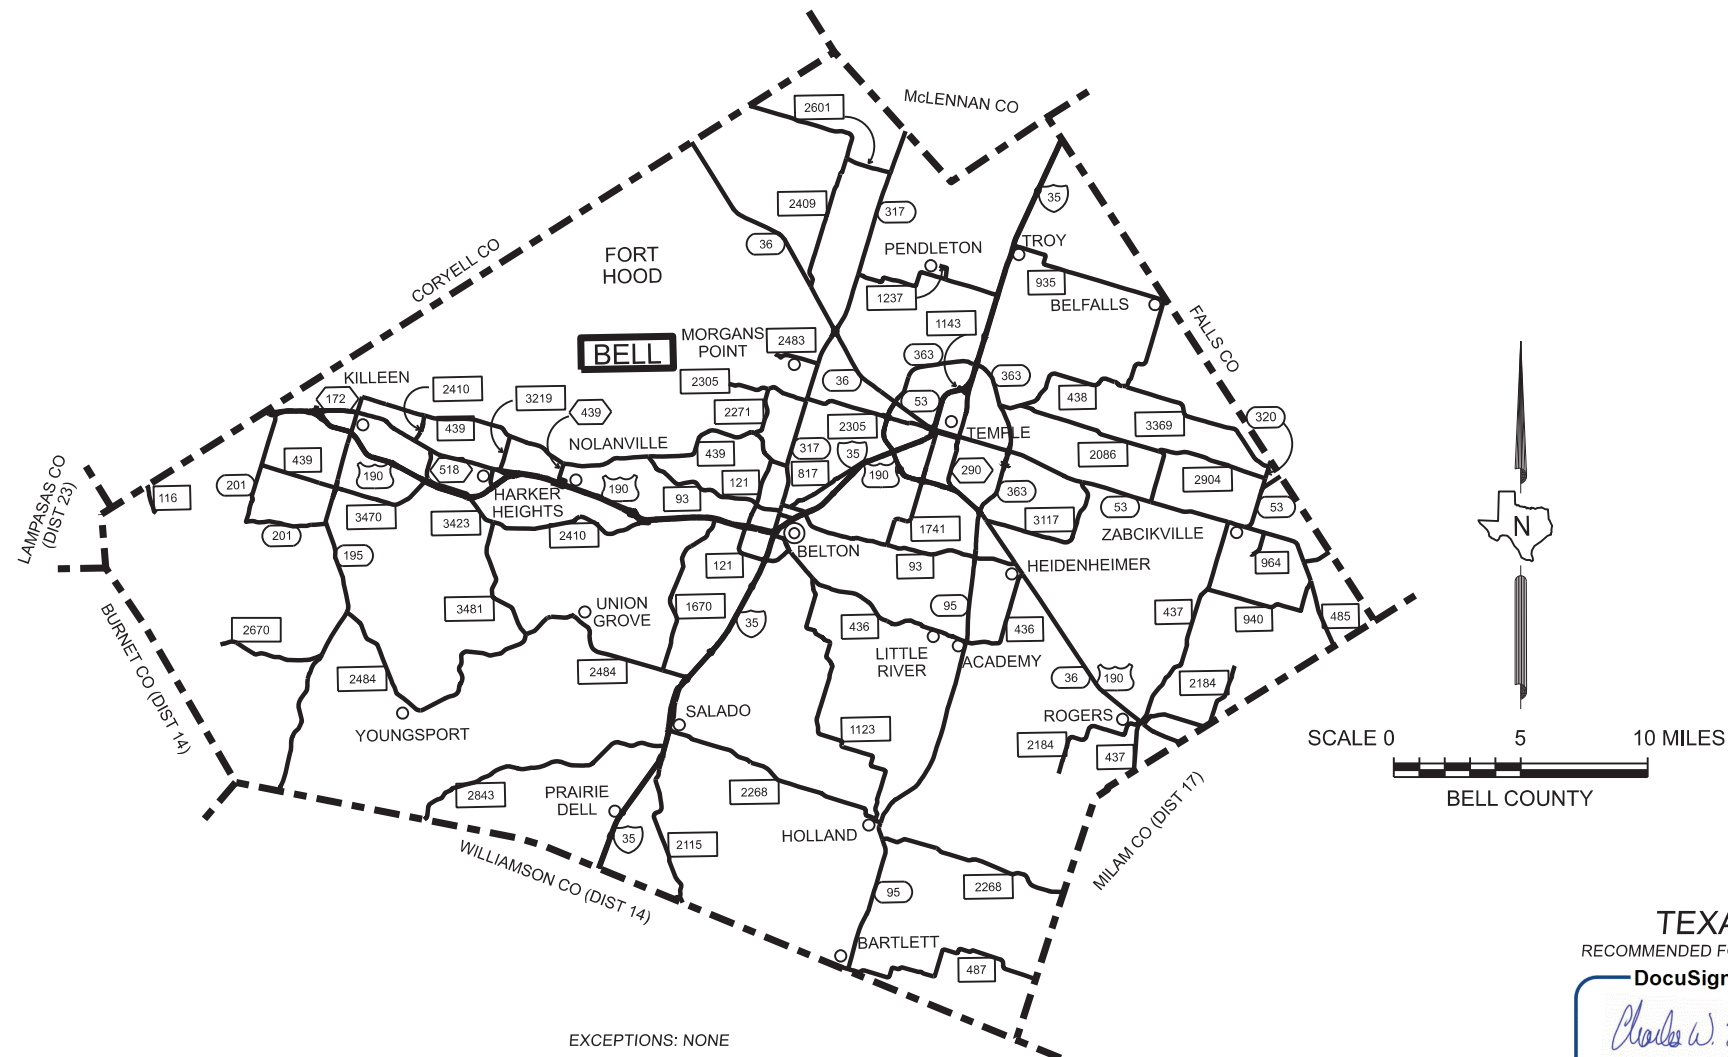 McLENNAN CO
2601
2409
317
35
36
PENDLETON
TROY
FORT
HOOD
CORYELL CO
935
1237
BELFALLS
FALLS CO
1143
MORGANS
POINT
2483
BELL
363
363
KILLEEN
2410
2305
36
172
3219
439
53
438
2271
320
439
2305
3369
NOLANVILLE
TEMPLE
317
35
439
439
2086
518
290
190
817
190
2904
201
121
LAMPASAS CO
(DIST 23)
116
190
HARKER
HEIGHTS
93
363
53
53
3470
3423
3117
201
2410
1741
ZABCIKVILLE
195
BELTON
121
93
HEIDENHEIMER
964
BURNET CO (DIST 14)
3481
UNION
GROVE
1670
95
437
35
436
436
940
485
2670
LITTLE
RIVER
ACADEMY
2484
2484
36
190
2184
SALADO
ROGERS
YOUNGSPORT
1123
2184
437
N
SCALE 0
5
10 MILES
BELL COUNTY
2843
PRAIRIE
DELL
2268
MILAM CO (DIST 17)
HOLLAND
35
2115
WILLIAMSON CO (DIST 14)
2268
95
BARTLETT
487
TEXA
RECOMMENDED FO
DocuSign
Charles W.
EXCEPTIONS: NONE